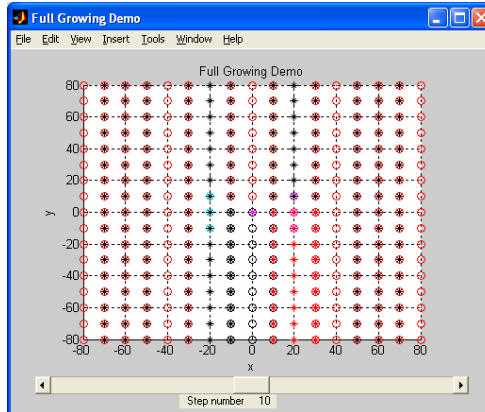 Full Growing Demo
File Edit View Insert Tools Window Help
Full Growing Demo
80
60
40
20
0
-20
-40
-60
-80
y
-80 -60 -40 -20 0 20 40 60 80
x
Step number 10